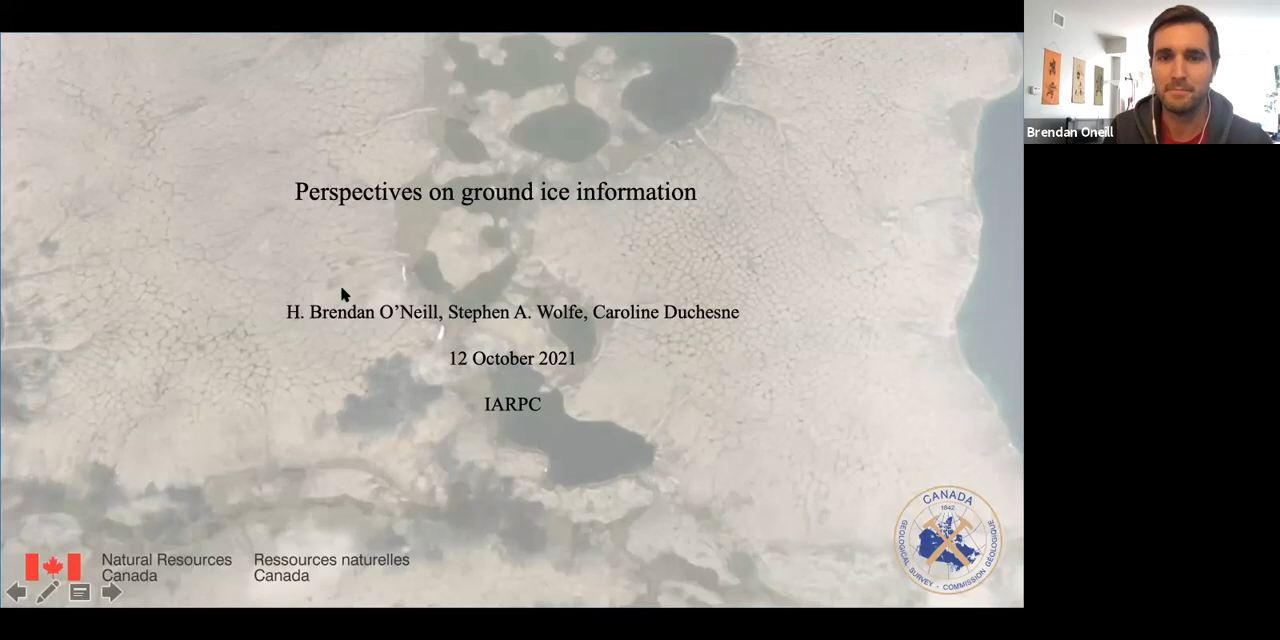 Perspectives on ground ice information
H. Brendan O’Neill, Stephen A. Wolfe, Caroline Duchesne
12 October 2021
IARPC
Natural Resources Canada
Ressources naturelles Canada
CANADA
1842
GEOLOGICAL SURVEY - COMMISSION GÉOLOGIQUE
Brendan Oneill